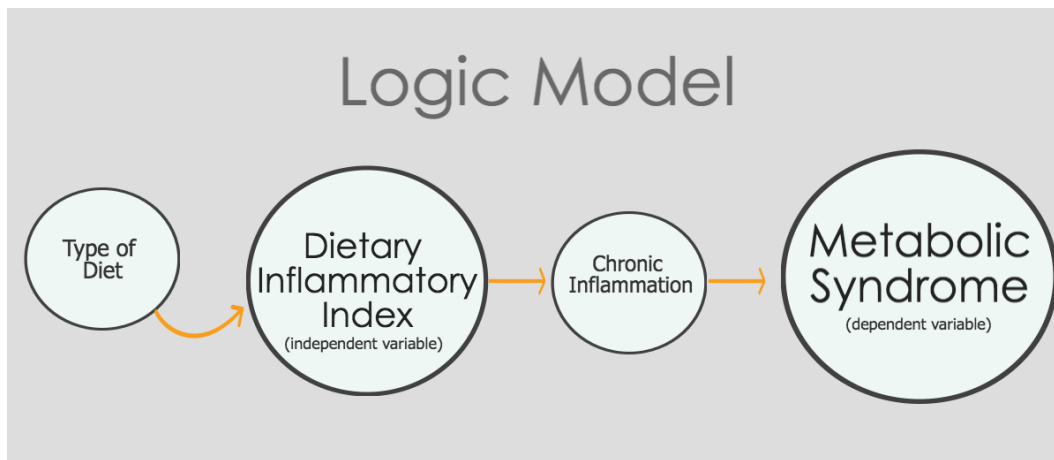 Logic Model
Type of
Diet
Dietary
Inflammatory
Index
(independent variable)
Chronic
Inflammation
Metabolic
Syndrome
(dependent variable)